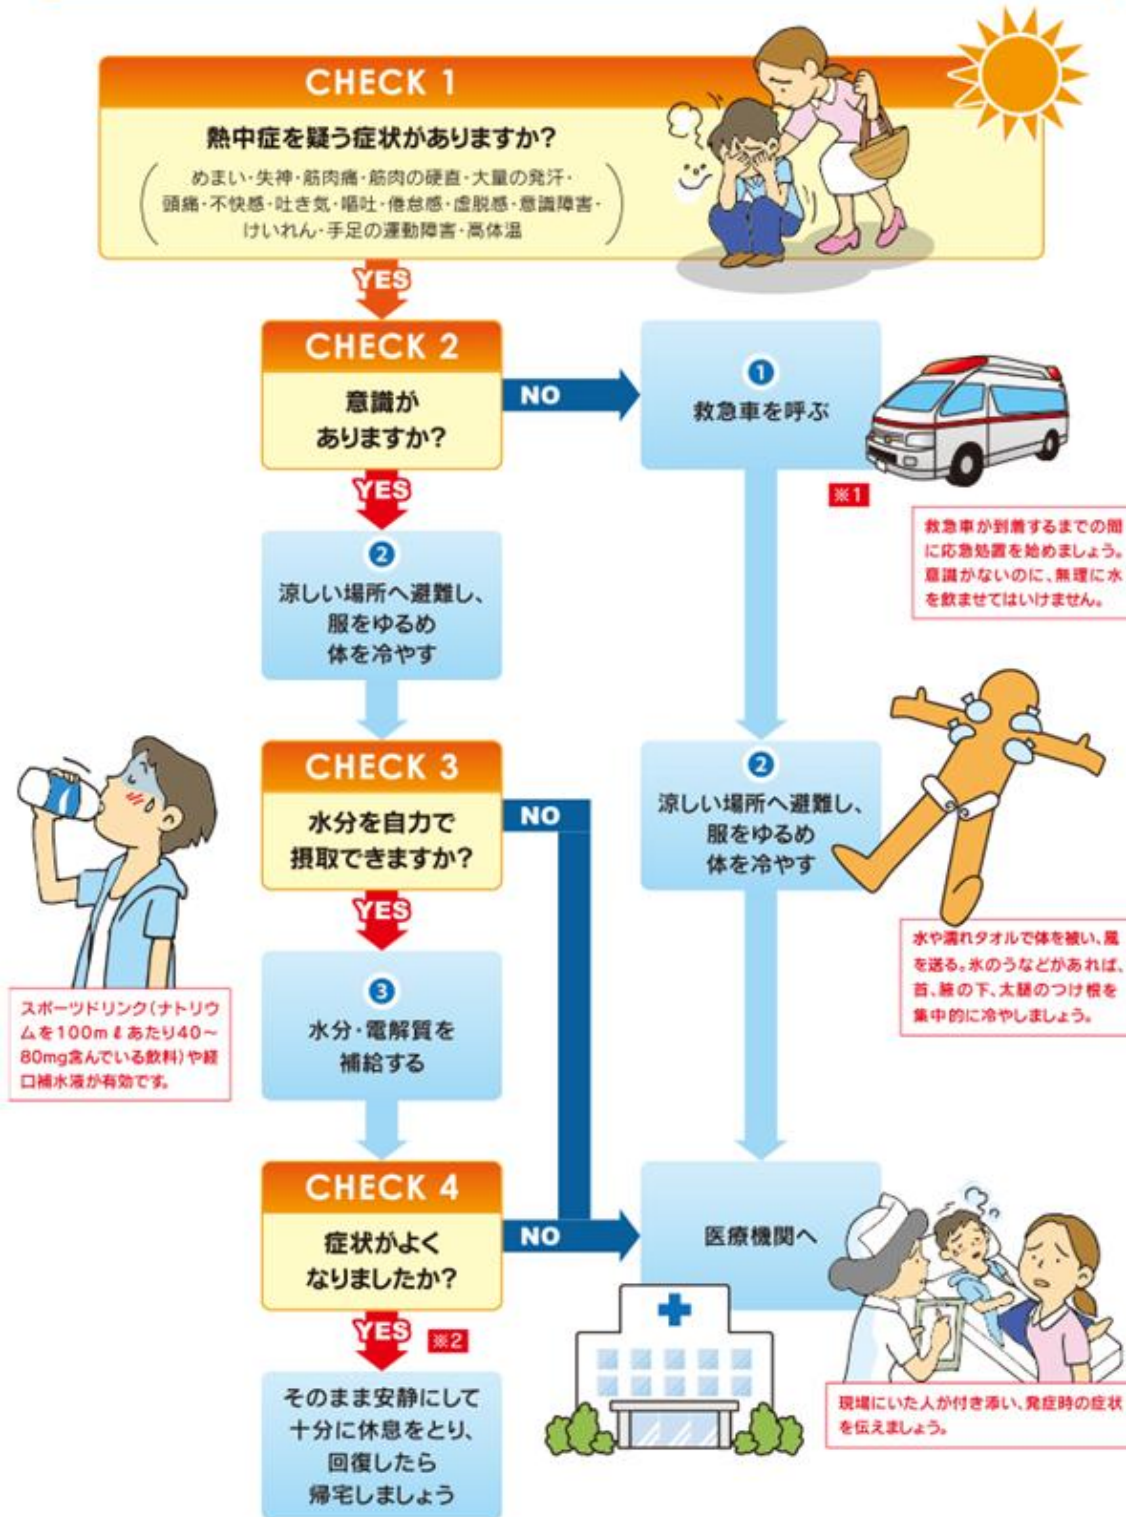 CHECK 1
熱中症を疑う症状がありますか?
めまい・失神・筋肉痛・筋肉の硬直・大量の発汗・
頭痛・不快感・吐き気・嘔吐・倦怠感・虚脱感・意識障害・
けいれん・手足の運動障害・高体温
YES
CHECK 2
意識が
ありますか?
NO
❶
救急車を呼ぶ
※1
救急車が到着するまでの間
に応急処置を始めましょう。
意識がないのに、無理に水
を飲ませてはいけません。
YES
❷
涼しい場所へ避難し、
服をゆるめ
体を冷やす
CHECK 3
水分を自力で
摂取できますか?
NO
❷
涼しい場所へ避難し、
服をゆるめ
体を冷やす
水や濡れタオルで体を被い、風
を送る。氷のうなどがあれば、
首、腋の下、太腿のつけ根を
集中的に冷やしましょう。
YES
スポーツドリンク(ナトリウ
ムを100mℓあたり40~
80mg含んでいる飲料)や経
口補水液が有効です。
❸
水分・電解質を
補給する
CHECK 4
症状がよく
なりましたか?
NO
医療機関へ
現場にいた人が付き添い、発症時の症状
を伝えましょう。
YES
※2
そのまま安静にして
十分に休息をとり、
回復したら
帰宅しましょう